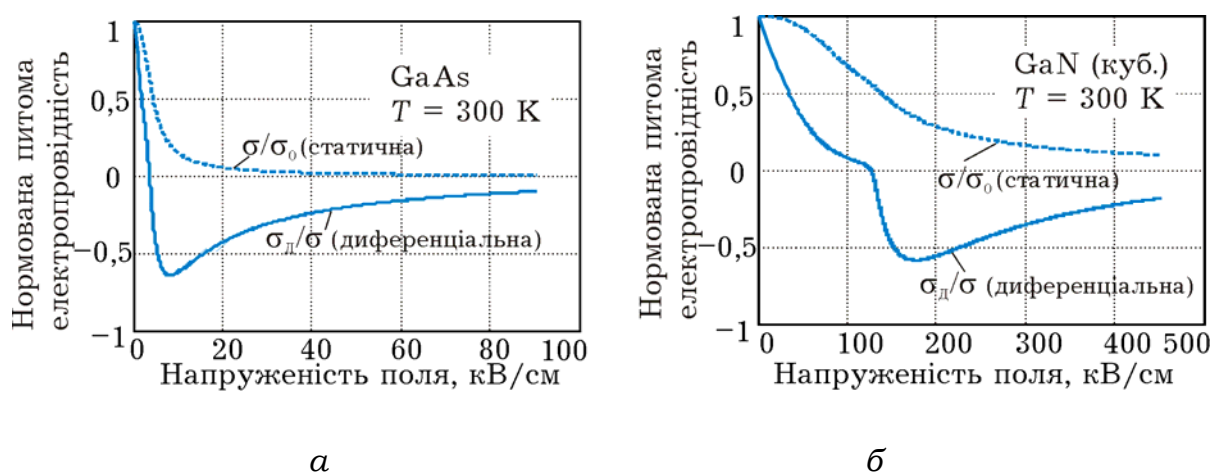 Нормована питома
електропровідність
1
0,5
0
−0,5
−1
GaAs
T = 300 K
σ/σ₀ (статична)
σД/σ (диференціальна)
0 20 40 60 80 100
Напруженість поля, кВ/см
а
Нормована питома
електропровідність
1
0,5
0
−0,5
−1
GaN (куб.)
T = 300 K
σ/σ₀ (статична)
σД/σ (диференціальна)
0 100 200 300 400 500
Напруженість поля, кВ/см
б